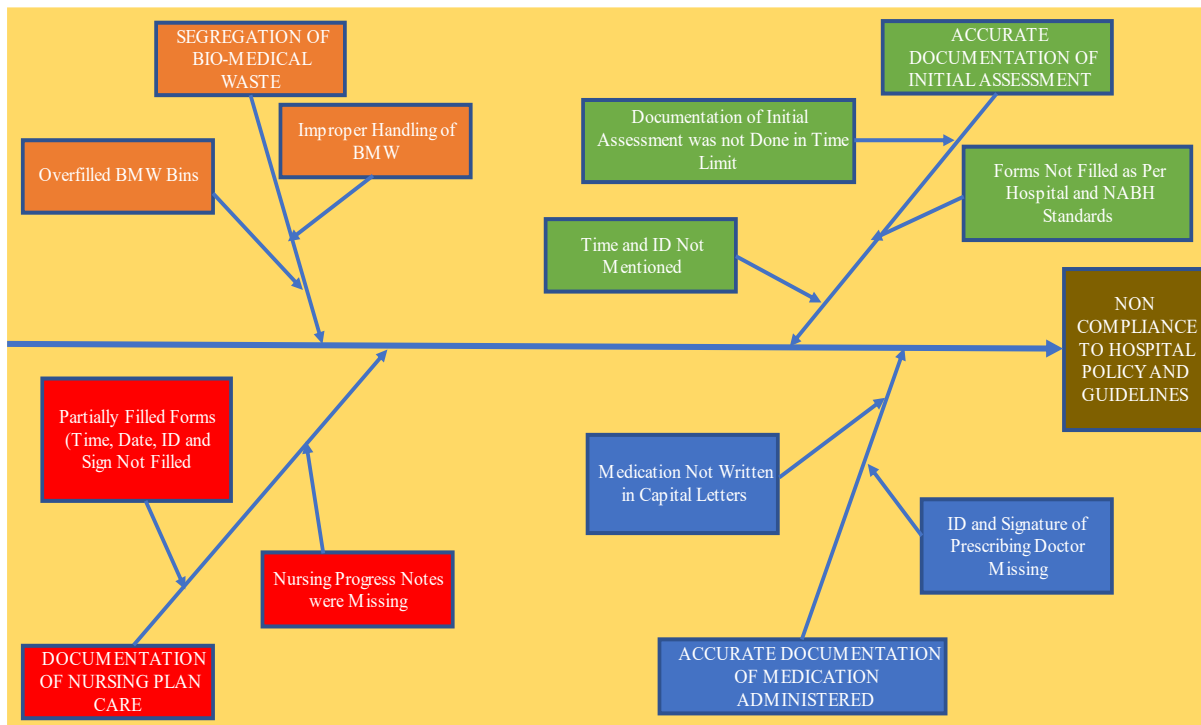 SEGREGATION OF
BIO-MEDICAL
WASTE
Improper Handling of
BMW
Overfilled BMW Bins
ACCURATE
DOCUMENTATION OF
INITIAL ASSESSMENT
Documentation of Initial
Assessment was not Done in Time
Limit
Forms Not Filled as Per
Hospital and NABH
Standards
Time and ID Not
Mentioned
NON
COMPLIANCE
TO HOSPITAL
POLICY AND
GUIDELINES
Partially Filled Forms
(Time, Date, ID and
Sign Not Filled
Nursing Progress Notes
were Missing
DOCUMENTATION
OF NURSING PLAN
CARE
Medication Not Written
in Capital Letters
ID and Signature of
Prescribing Doctor
Missing
ACCURATE DOCUMENTATION
OF MEDICATION
ADMINISTERED